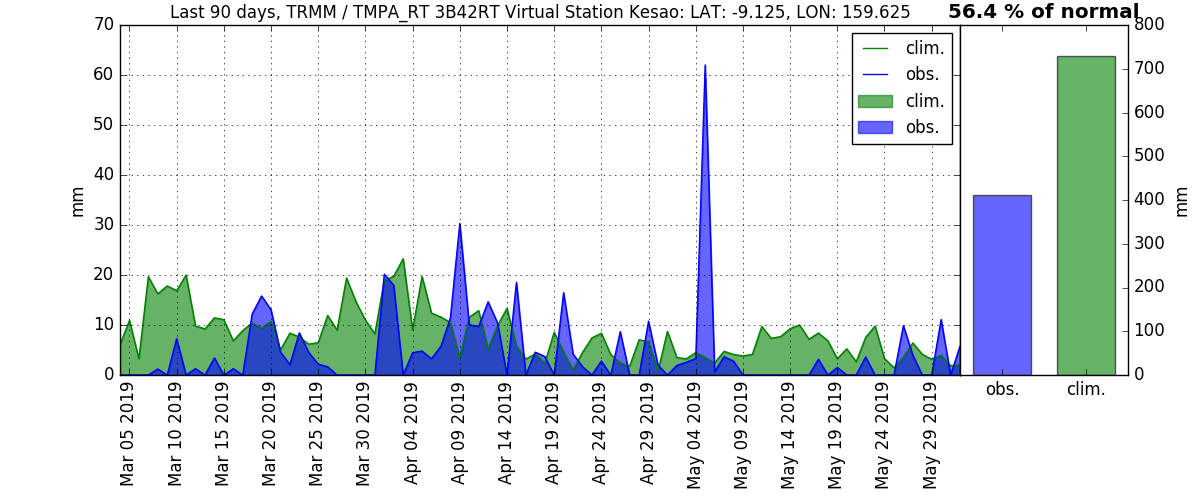 Last 90 days, TRMM / TMPA_RT 3B42RT Virtual Station Kesao: LAT: -9.125, LON: 159.625
56.4 % of normal
70
60
50
40
30
20
10
0
mm
clim.
obs.
clim.
obs.
Mar 05 2019
Mar 10 2019
Mar 15 2019
Mar 20 2019
Mar 25 2019
Mar 30 2019
Apr 04 2019
Apr 09 2019
Apr 14 2019
Apr 19 2019
Apr 24 2019
Apr 29 2019
May 04 2019
May 09 2019
May 14 2019
May 19 2019
May 24 2019
May 29 2019
800
700
600
500
400
300
200
100
0
mm
obs.
clim.